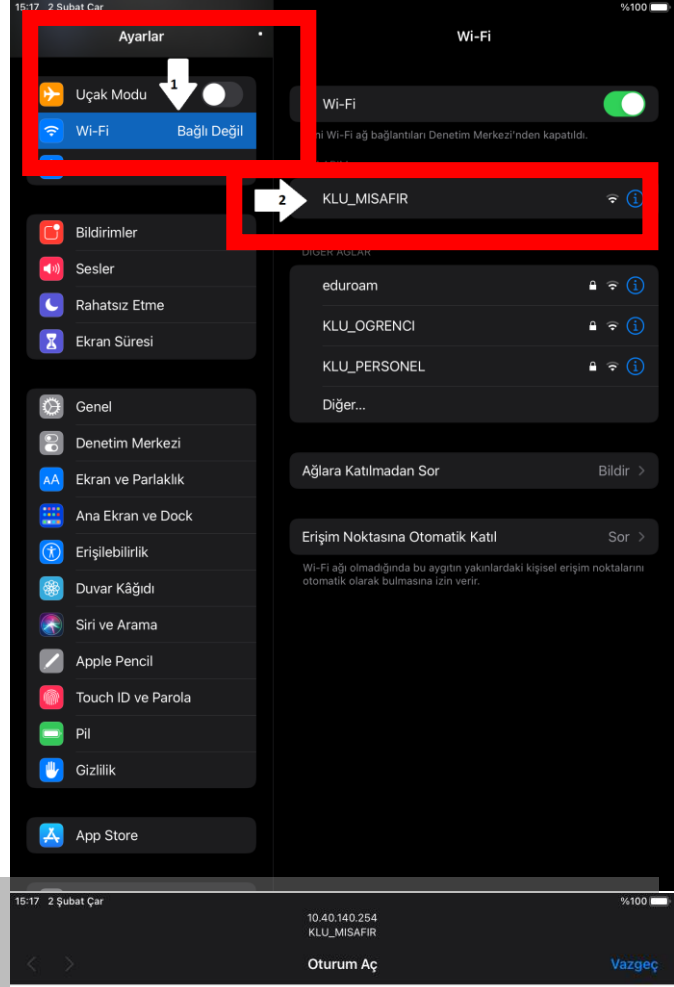 15:17 2 Şubat Çar
%100
Ayarlar
Wi-Fi
1
Uçak Modu
Wi-Fi Bağlı Değil
Wi-Fi
Wi-Fi ağ bağlantıları Denetim Merkezi'nden kapatıldı.
2
KLU_MISAFIR
Bildirimler
Sesler
Rahatsız Etme
Ekran Süresi
DİĞER AĞLAR
eduroam
KLU_OGRENCI
KLU_PERSONEL
Diğer...
Genel
Denetim Merkezi
Ekran ve Parlaklık
Ana Ekran ve Dock
Erişilebilirlik
Duvar Kâğıdı
Siri ve Arama
Apple Pencil
Touch ID ve Parola
Pil
Gizlilik
App Store
Ağlara Katılmadan Sor Bildir
Erişim Noktasına Otomatik Katıl Sor
Wi-Fi ağı olmadığında bu aygıtın yakınlardaki kişisel erişim noktalarını
otomatik olarak bulmasına izin verir.
15:17 2 Şubat Çar
%100
10.40.140.254
KLU_MISAFIR
Oturum Aç
Vazgeç